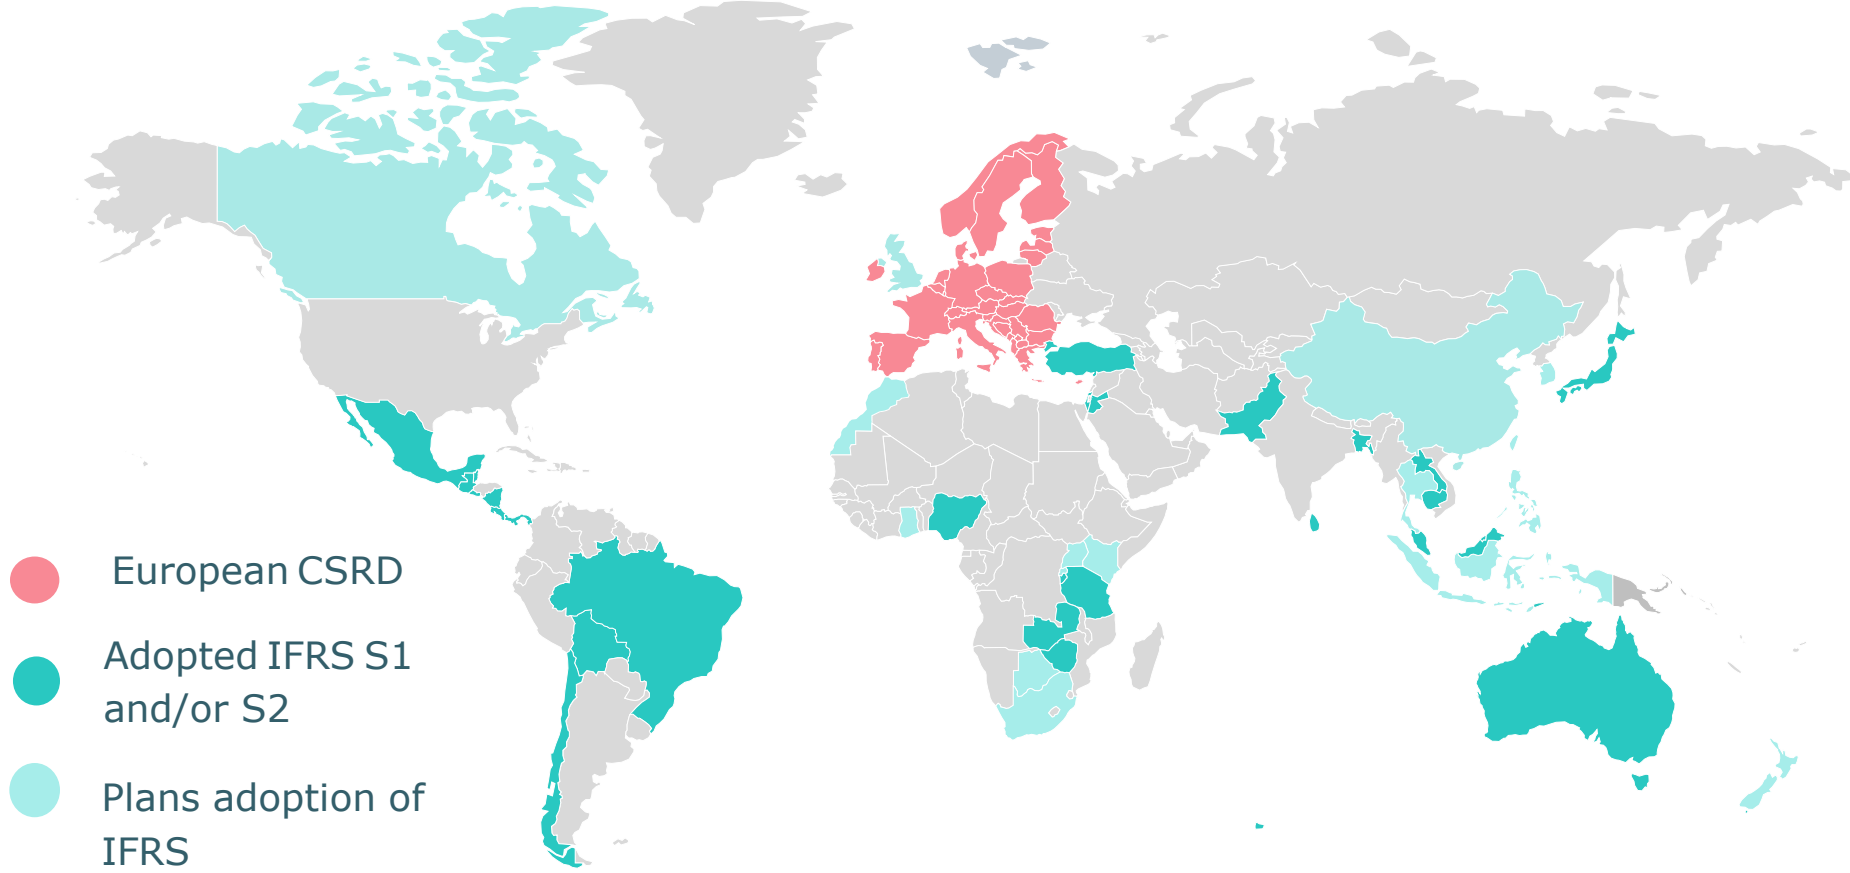 European CSRD
Adopted IFRS S1
and/or S2
Plans adoption of
IFRS